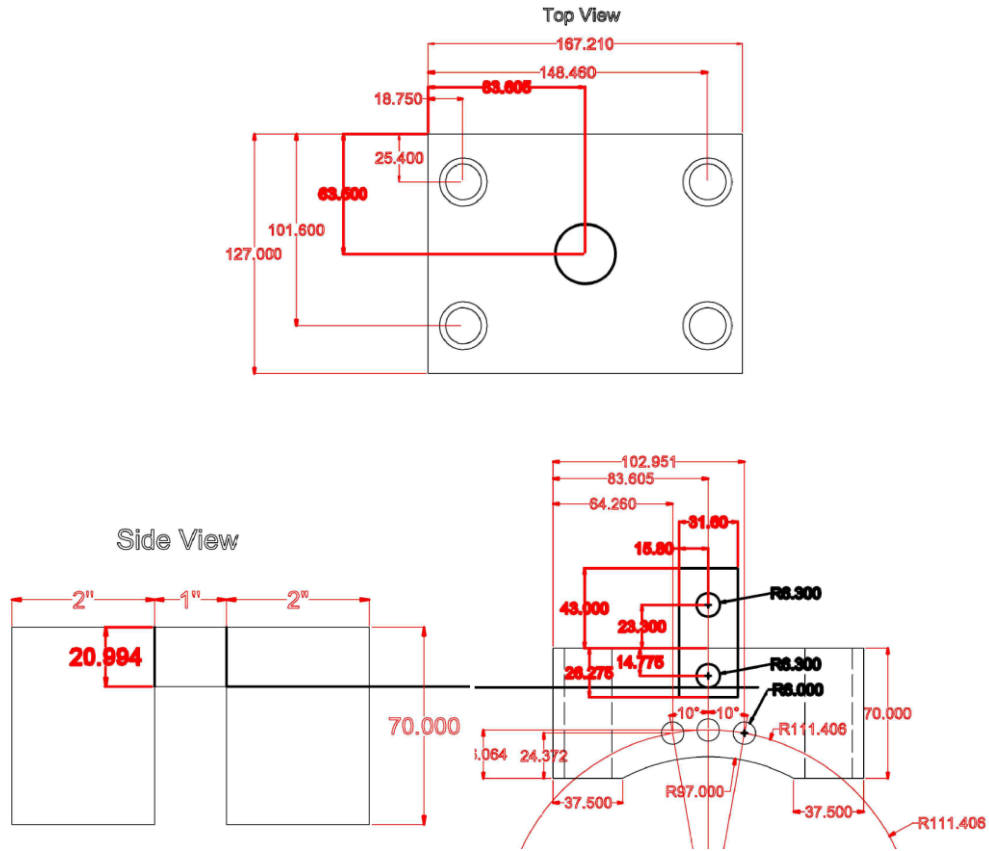 Top View
167.210
148.460
83.605
18.750
25.400
63.500
101.600
127.000
102.951
83.605
64.260
31.60
15.80
Side View
2" 1" 2"
43.000
R6.300
23.300
20.994
14.775
26.275
R6.300
R6.000
10° 10°
70.000
70.000
R111.406
.064
24.372
R97.000
37.500
37.500
R111.406